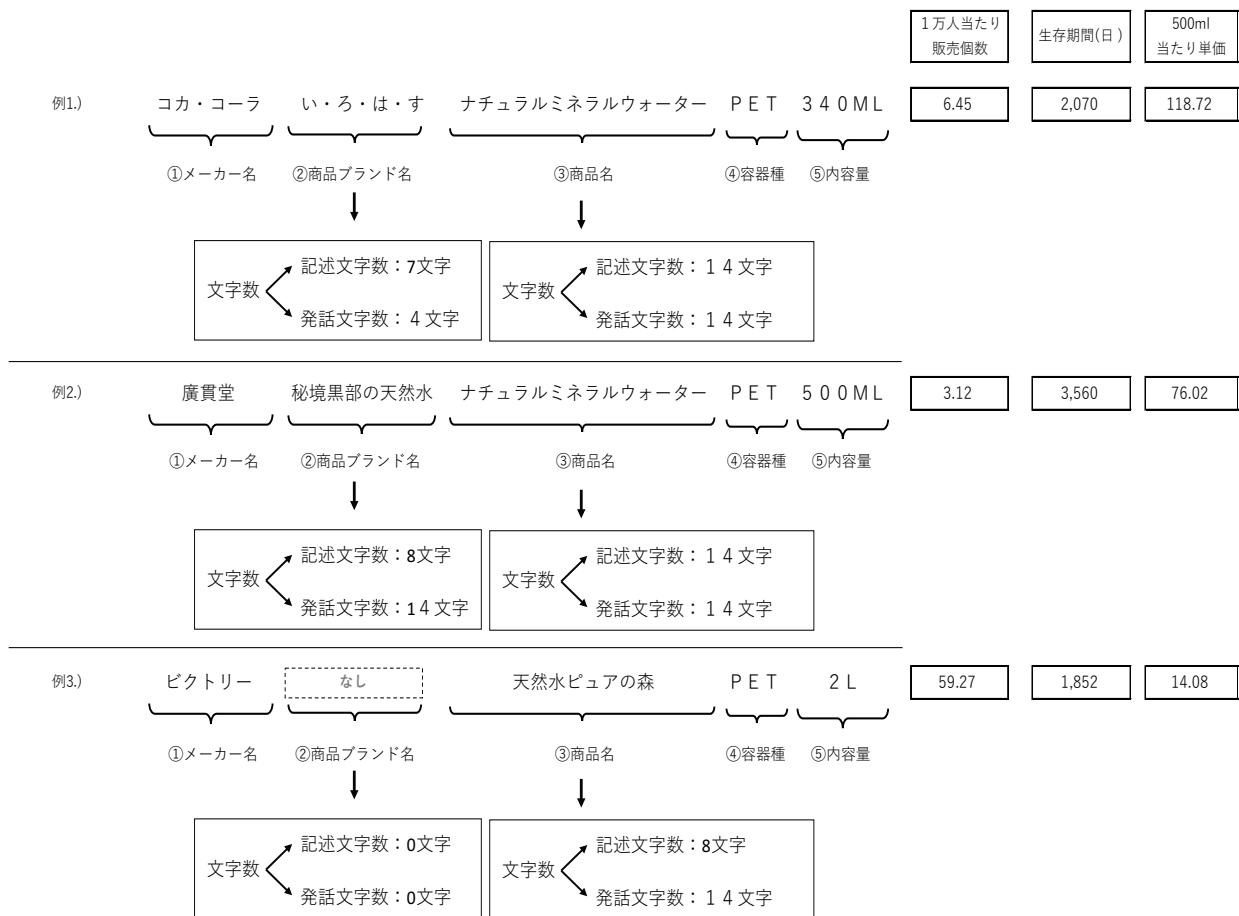 １万人当たり
販売個数
生存期間(日)
500ml
当たり単価
例1.) コカ・コーラ い・ろ・は・す ナチュラルミネラルウォーター ＰＥＴ ３４０ＭＬ 6.45 2,070 118.72
①メーカー名 ②商品ブランド名 ③商品名 ④容器種 ⑤内容量
文字数 記述文字数：7文字
発話文字数：４文字
文字数 記述文字数：１４文字
発話文字数：１４文字
例2.) 廣貫堂 秘境黒部の天然水 ナチュラルミネラルウォーター ＰＥＴ ５００ＭＬ 3.12 3,560 76.02
①メーカー名 ②商品ブランド名 ③商品名 ④容器種 ⑤内容量
文字数 記述文字数：8文字
発話文字数：1４文字
文字数 記述文字数：１４文字
発話文字数：１４文字
例3.) ビクトリー なし 天然水ピュアの森 ＰＥＴ ２Ｌ 59.27 1,852 14.08
①メーカー名 ②商品ブランド名 ③商品名 ④容器種 ⑤内容量
文字数 記述文字数：0文字
発話文字数：0文字
文字数 記述文字数：8文字
発話文字数：１４文字